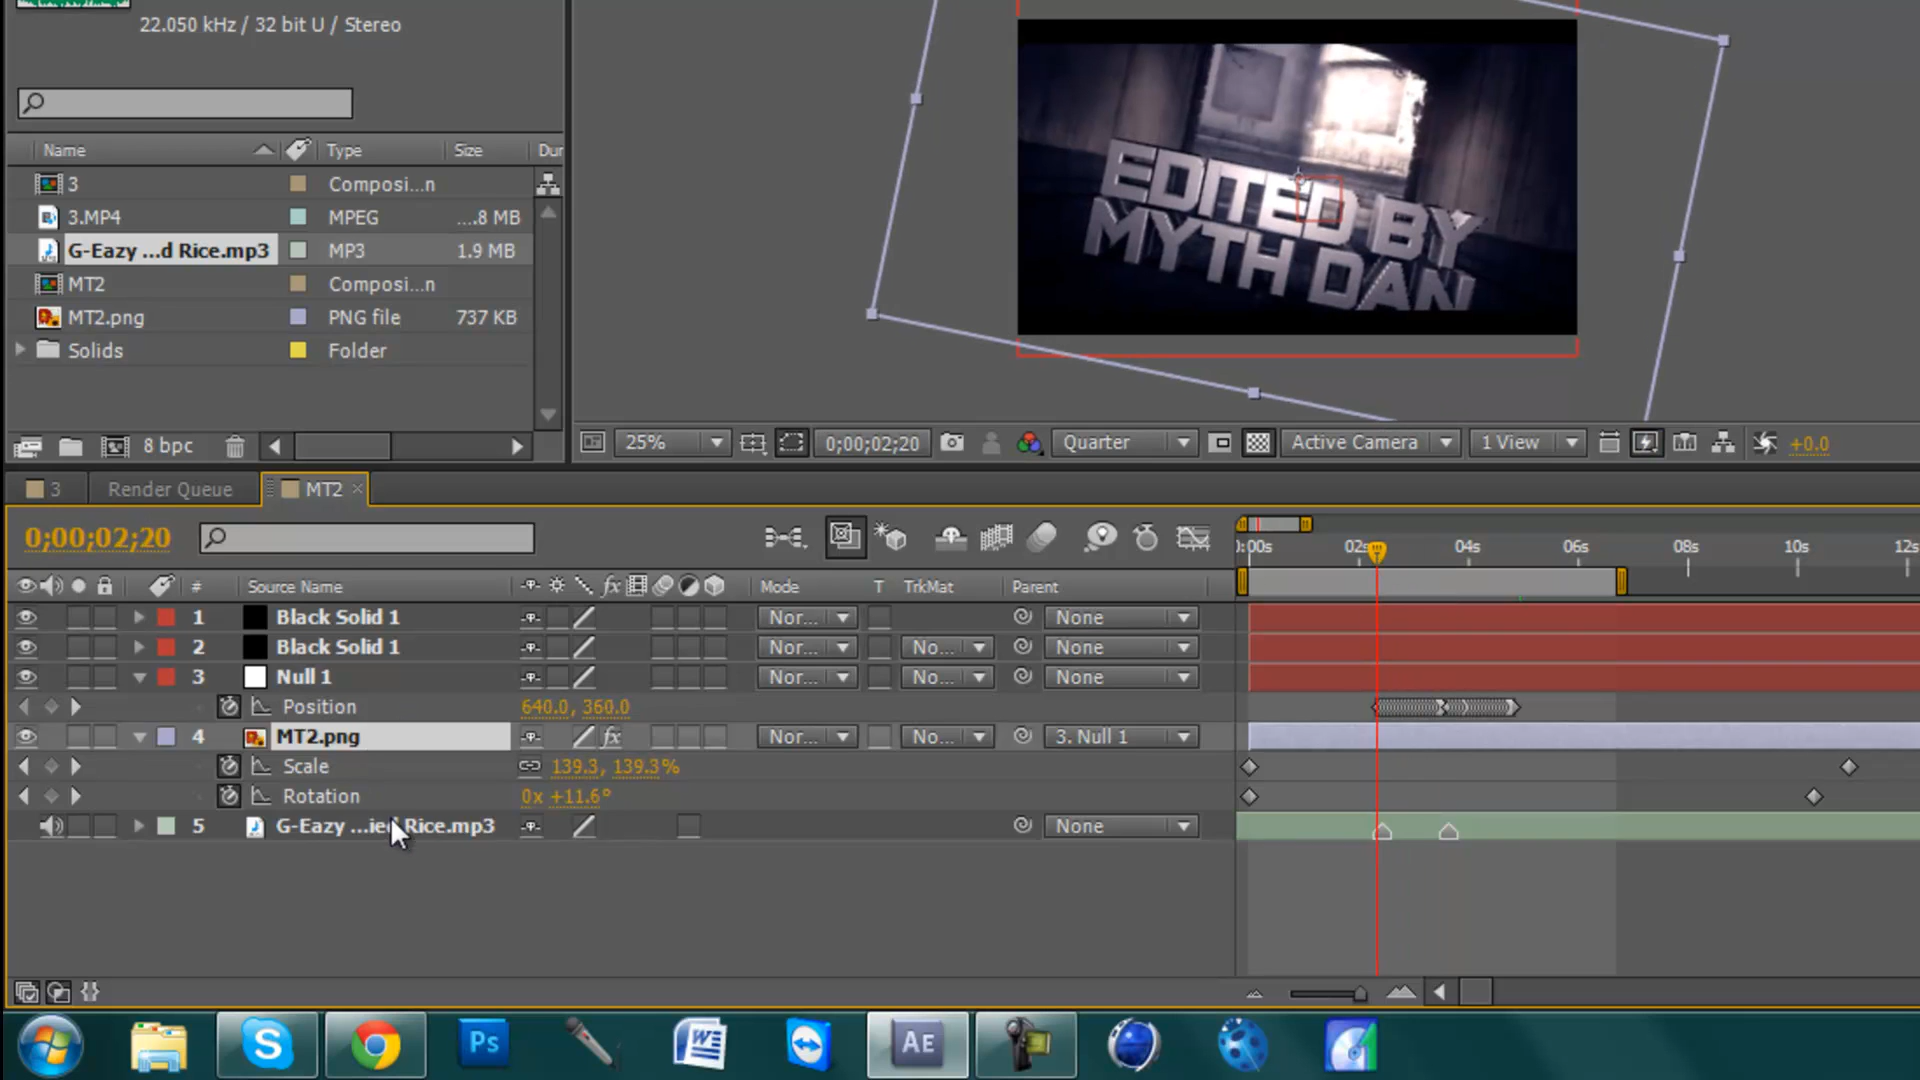 22.050 kHz / 32 bit U / Stereo
Name Type Size Dur
3 Composi...n
3.MP4 MPEG ....8 MB
G-Eazy ...d Rice.mp3 MP3 1.9 MB
MT2 Composi...n
MT2.png PNG file 737 KB
Solids Folder
8 bpc
EDITED BY
MYTH DAN
25% 0;00;02;20 Quarter Active Camera 1 View +0.0
3 Render Queue MT2 ×
0;00;02;20
:00s 02s 04s 06s 08s 10s 12s
# Source Name fx Mode T TrkMat Parent
1 Black Solid 1 Nor... None
2 Black Solid 1 Nor... No... None
3 Null 1 Nor... No... None
Position 640.0, 360.0
4 MT2.png fx Nor... No... 3. Null 1
Scale 139.3, 139.3%
Rotation 0x +11.6°
5 G-Eazy ...ied Rice.mp3 None
Ps
W
AE